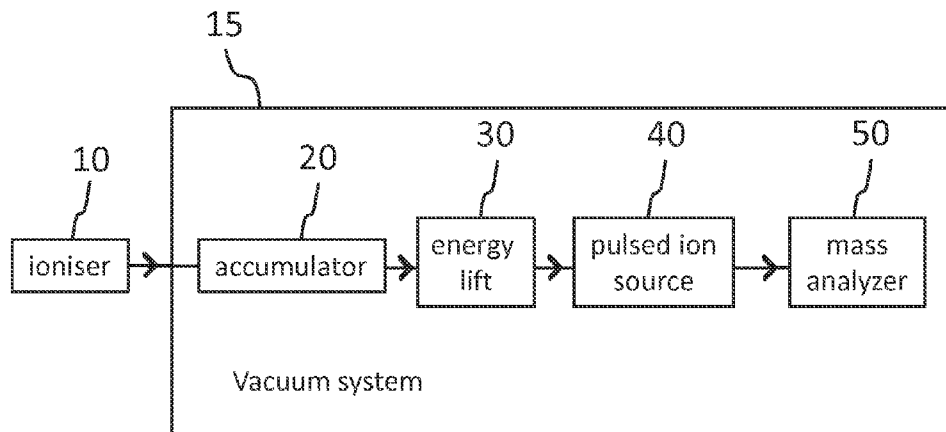 15
10
20
30
40
50
ioniser
accumulator
energy
lift
pulsed ion
source
mass
analyzer
Vacuum system